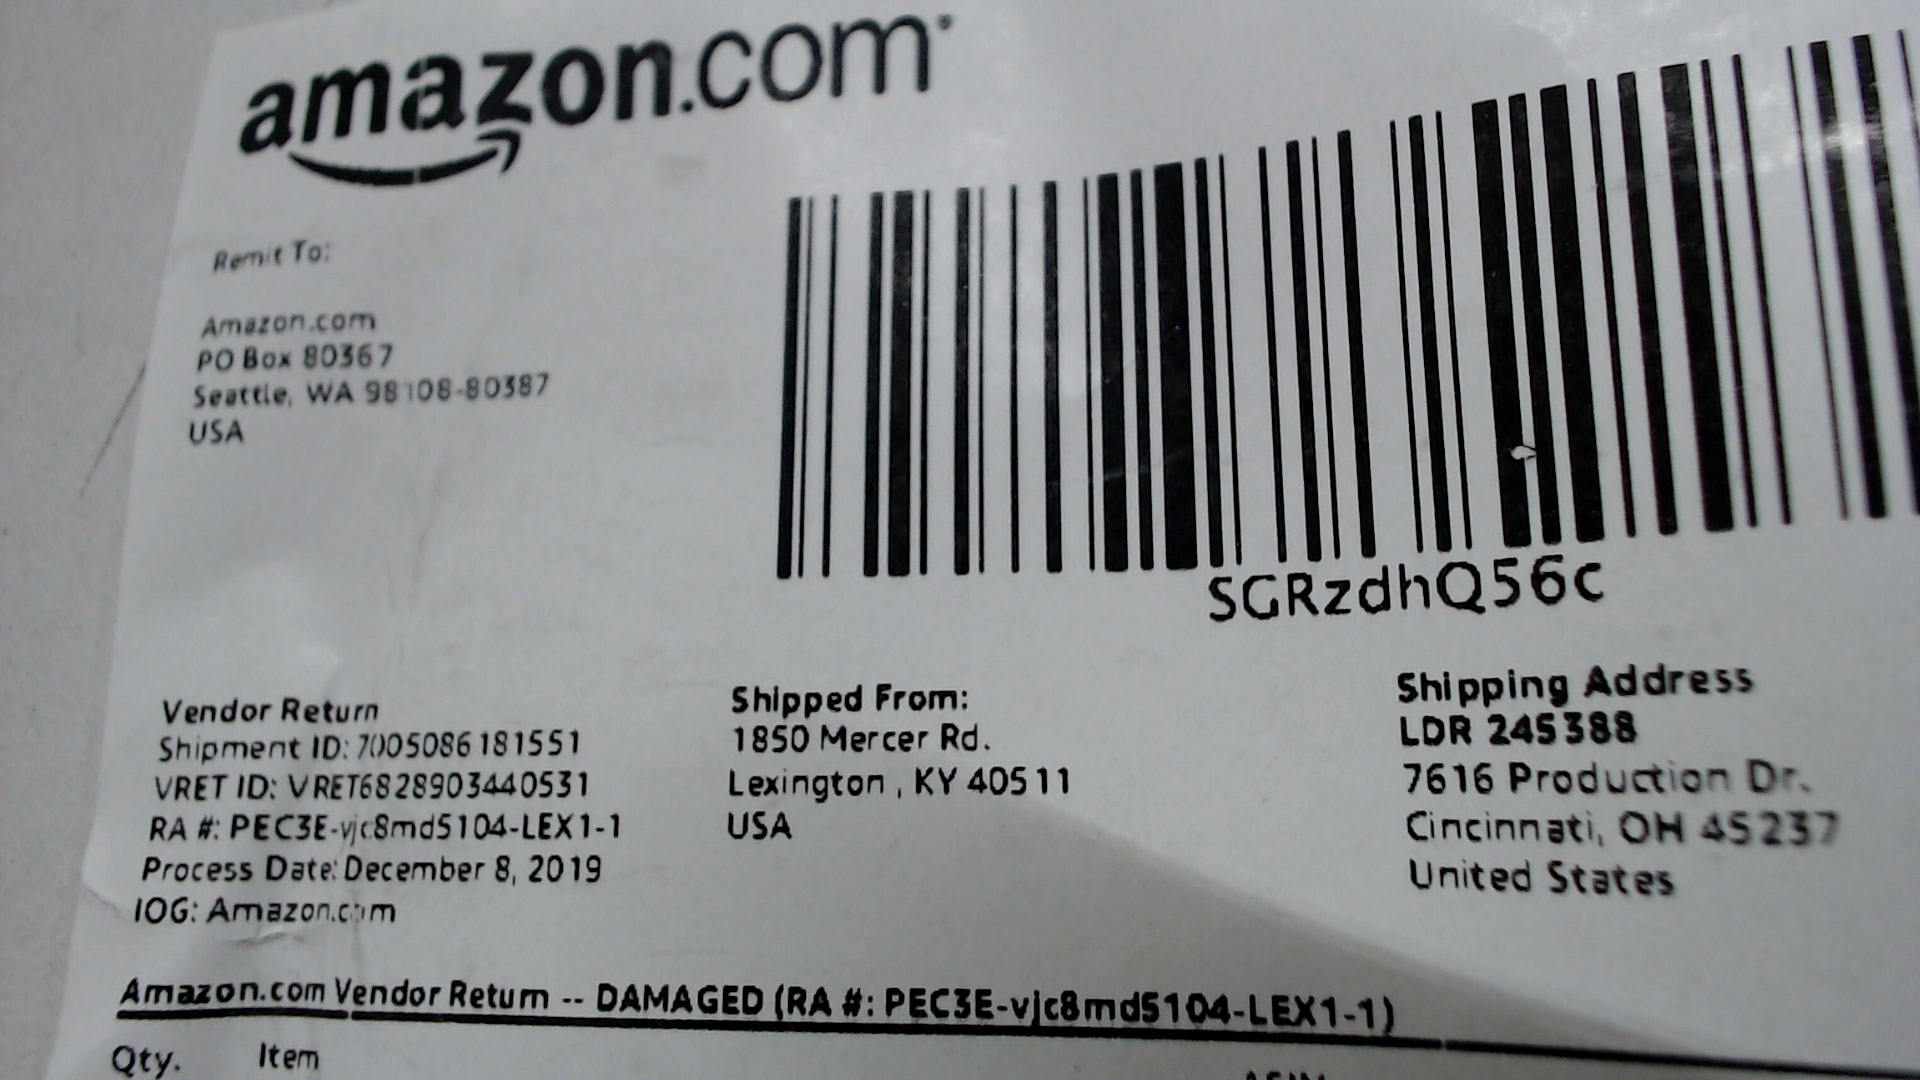 amazon.com
Remit To:
Amazon.com
PO Box 80367
Seattle, WA 98108-80387
USA
SGRzdhQ56c
Vendor Return
Shipment ID: 7005086181551
VRET ID: VRET6828903440531
RA #: PEC3E-vjc8md5104-LEX1-1
Process Date: December 8, 2019
IOG: Amazon.com
Shipped From:
1850 Mercer Rd.
Lexington , KY 40511
USA
Shipping Address
LDR 245388
7616 Production Dr.
Cincinnati, OH 45237
United States
Amazon.com Vendor Return -- DAMAGED (RA #: PEC3E-vjc8md5104-LEX1-1)
Qty. Item